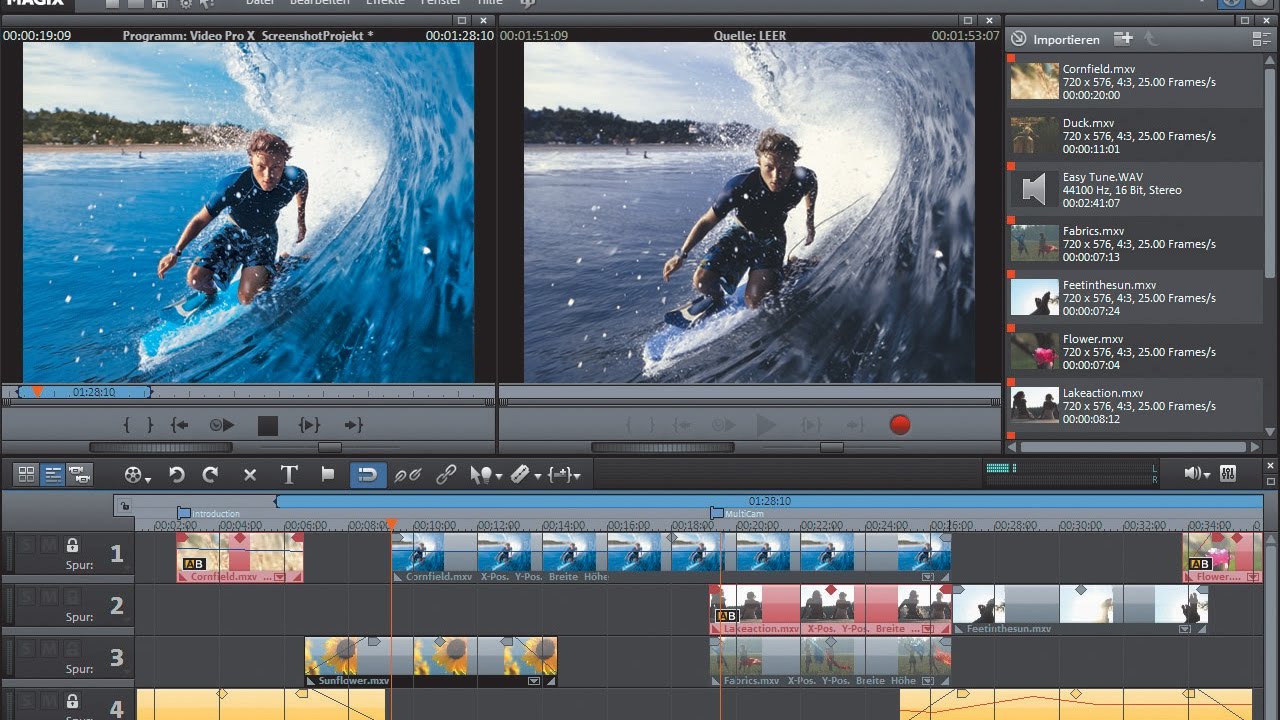 MAGIX Datei Bearbeiten Effekte Fenster Hilfe
00:00:19:09 Programm: Video Pro X_ScreenshotProjekt * 00:01:28:10
00:01:51:09 Quelle: LEER 00:01:53:07
Importieren
Cornfield.mxv
720 x 576, 4:3, 25.00 Frames/s
00:00:20:00
Duck.mxv
720 x 576, 4:3, 25.00 Frames/s
00:00:11:01
Easy Tune.WAV
44100 Hz, 16 Bit, Stereo
00:02:41:07
Fabrics.mxv
720 x 576, 4:3, 25.00 Frames/s
00:00:07:13
Feetinthesun.mxv
720 x 576, 4:3, 25.00 Frames/s
00:00:07:24
Flower.mxv
720 x 576, 4:3, 25.00 Frames/s
00:00:07:04
Lakeaction.mxv
720 x 576, 4:3, 25.00 Frames/s
00:00:08:12
01:28:10
L
R
01:28:10
introduction MultiCam
00:02:00 00:04:00 00:06:00 00:08:00 00:10:00 00:12:00 00:14:00 00:16:00 00:18:00 00:20:00 00:22:00 00:24:00 00:26:00 00:28:00 00:30:00 00:32:00 00:34:00
S M 1
Spur:
AB
Cornfield.mxv ...
Cornfield.mxv X-Pos. Y-Pos. Breite Höhe
AB
Flower....
S M 2
Spur:
AB
Lakeaction.mxv X-Pos. Y-Pos. Breite ...
Feetinthesun.mxv
S M 3
Spur:
Sunflower.mxv
Fabrics.mxv X-Pos. Y-Pos. Breite Höhe
S M 4